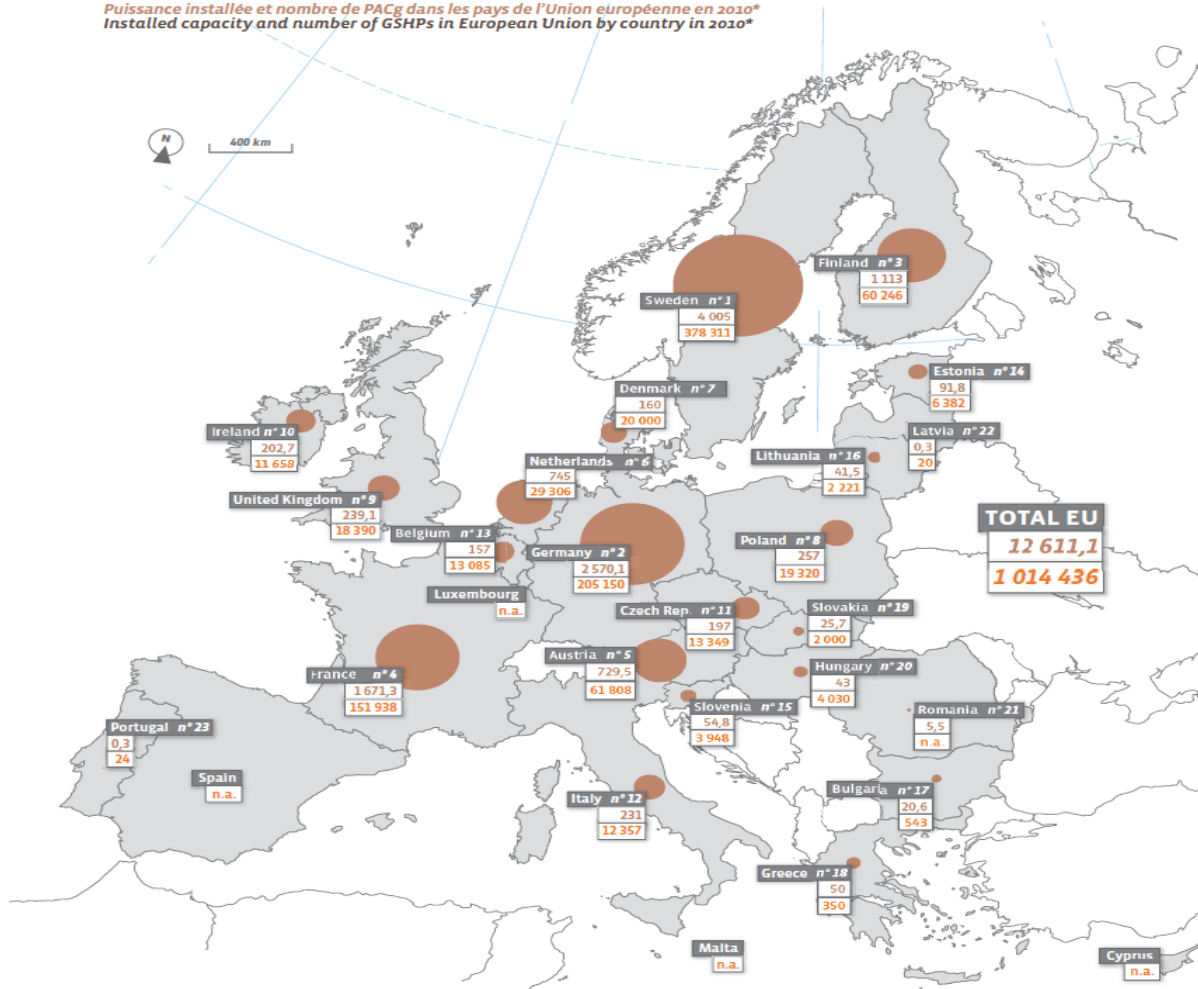 Puissance installée et nombre de PACg dans les pays de l'Union européenne en 2010*
Installed capacity and number of GSHPs in European Union by country in 2010*
N
400 km
Finland n°3
1 113
60 246
Sweden n°1
4 005
378 311
Estonia n°14
91,8
6 382
Denmark n°7
160
20 000
Latvia n°22
0,3
20
Ireland n°10
202,7
11 658
Lithuania n°16
41,5
2 221
Netherlands n°6
745
29 306
United Kingdom n°9
239,1
18 390
TOTAL EU
12 611,1
1 014 436
Belgium n°13
157
13 085
Germany n°2
2 570,1
205 150
Poland n°8
257
19 320
Luxembourg
n.a.
Czech Rep. n°11
197
13 349
Slovakia n°19
25,7
2 000
Austria n°5
729,5
61 808
France n°4
1 671,3
151 938
Hungary n°20
43
4 030
Slovenia n°15
54,8
3 948
Romania n°21
5,5
n.a.
Portugal n°23
0,3
24
Spain
n.a.
Italy n°12
231
12 357
Bulgaria n°17
20,6
543
Greece n°18
50
350
Malta
n.a.
Cyprus
n.a.